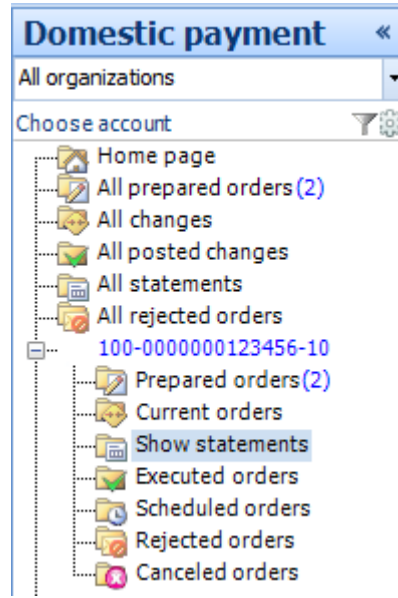 Domestic payment «
All organizations
Choose account
Home page
All prepared orders (2)
All changes
All posted changes
All statements
All rejected orders
100-0000000123456-10
Prepared orders (2)
Current orders
Show statements
Executed orders
Scheduled orders
Rejected orders
Canceled orders